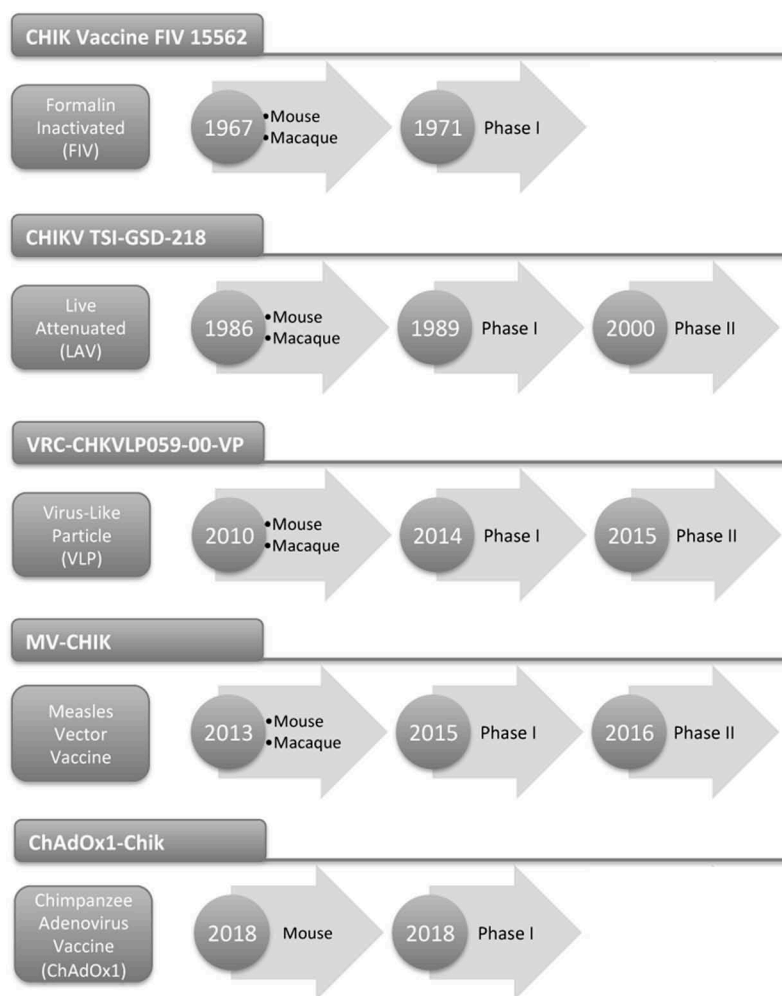 CHIK Vaccine FIV 15562
Formalin
Inactivated
(FIV)
1967
•Mouse
•Macaque
1971
Phase I
CHIKV TSI-GSD-218
Live
Attenuated
(LAV)
1986
•Mouse
•Macaque
1989
Phase I
2000
Phase II
VRC-CHKVLP059-00-VP
Virus-Like
Particle
(VLP)
2010
•Mouse
•Macaque
2014
Phase I
2015
Phase II
MV-CHIK
Measles
Vector
Vaccine
2013
•Mouse
•Macaque
2015
Phase I
2016
Phase II
ChAdOx1-Chik
Chimpanzee
Adenovirus
Vaccine
(ChAdOx1)
2018
Mouse
2018
Phase I